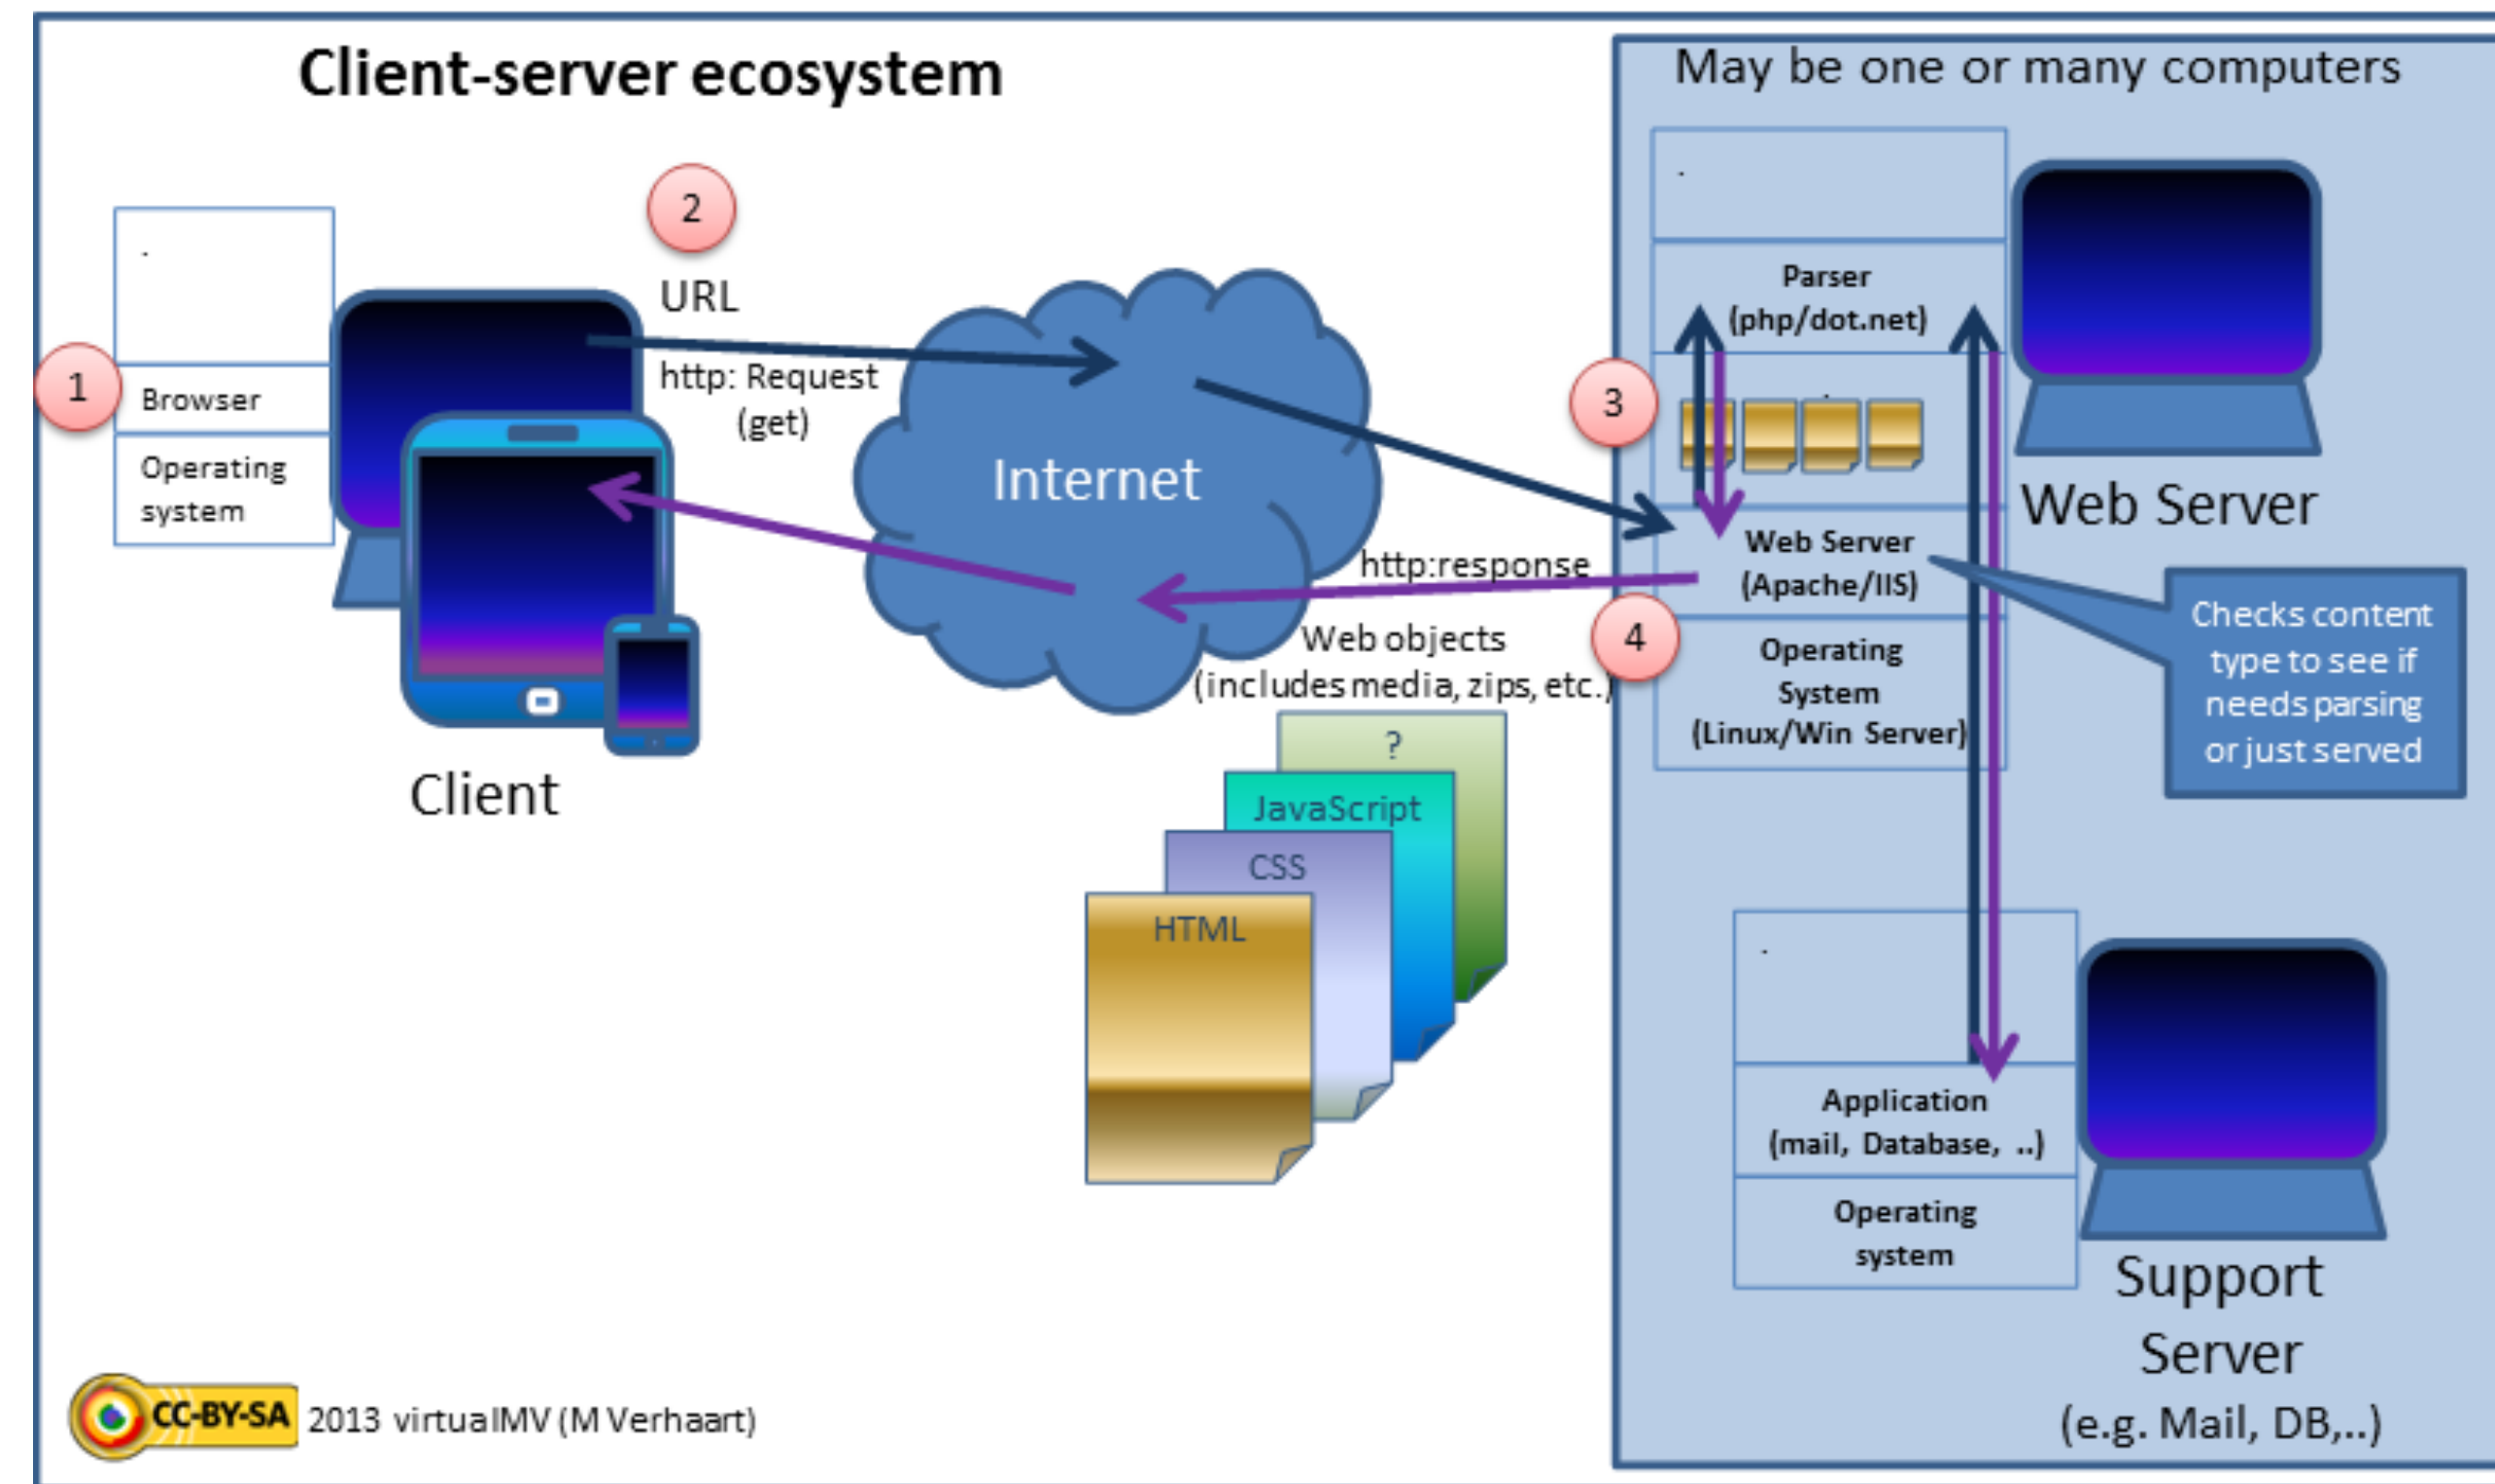 Client-server ecosystem
May be one or many computers
2
URL
http: Request
(get)
1
Browser
Operating
system
Client
Internet
http:response
Web objects
(includes media, zips, etc.)
?
JavaScript
CSS
HTML
3
4
.
Parser
(php/dot.net)
Web Server
(Apache/IIS)
Operating
System
(Linux/Win Server)
Web Server
Checks content
type to see if
needs parsing
or just served
.
Application
(mail, Database, ..)
Operating
system
Support
Server
(e.g. Mail, DB,..)
CC-BY-SA
2013 virtualMV (M Verhaart)